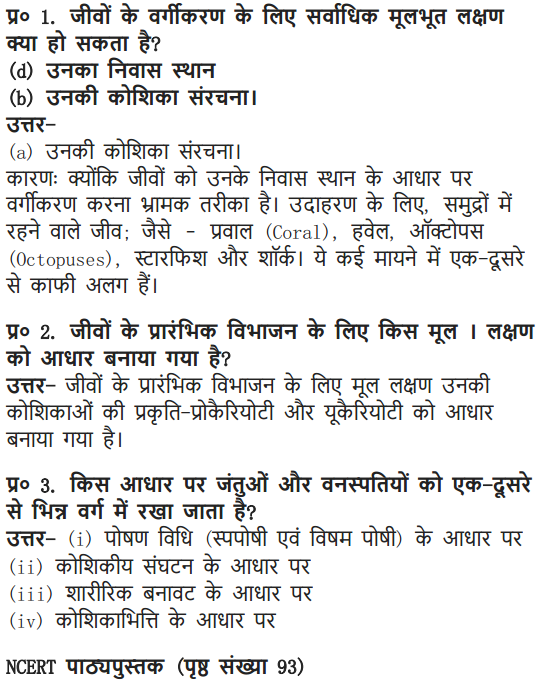 प्र० 1. जीवों के वर्गीकरण के लिए सर्वाधिक मूलभूत लक्षण
क्या हो सकता है?
(d) उनका निवास स्थान
(b) उनकी कोशिका संरचना।
उत्तर-
(a) उनकी कोशिका संरचना।
कारणः क्योंकि जीवों को उनके निवास स्थान के आधार पर
वर्गीकरण करना भ्रामक तरीका है। उदाहरण के लिए, समुद्रों में
रहने वाले जीव; जैसे - प्रवाल (Coral), हवेल, ऑक्टोपस
(Octopuses), स्टारफिश और शॉर्क। ये कई मायने में एक-दूसरे
से काफी अलग हैं।
प्र० 2. जीवों के प्रारंभिक विभाजन के लिए किस मूल । लक्षण
को आधार बनाया गया है?
उत्तर- जीवों के प्रारंभिक विभाजन के लिए मूल लक्षण उनकी
कोशिकाओं की प्रकृति-प्रोकैरियोटी और यूकैरियोटी को आधार
बनाया गया है।
प्र० 3. किस आधार पर जंतुओं और वनस्पतियों को एक-दूसरे
से भिन्न वर्ग में रखा जाता है?
उत्तर- (i) पोषण विधि (स्पपोषी एवं विषम पोषी) के आधार पर
(ii) कोशिकीय संघटन के आधार पर
(iii) शारीरिक बनावट के आधार पर
(iv) कोशिकाभित्ति के आधार पर
NCERT पाठ्यपुस्तक (पृष्ठ संख्या 93)